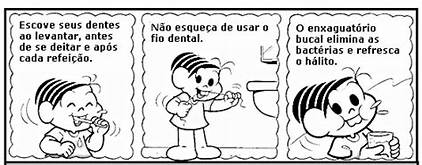 Escove seus dentes
ao levantar, antes
de se deitar e após
cada refeição.
Não esqueça de usar o
fio dental.
O enxaguatório
bucal elimina as
bactérias e refresca
o hálito.